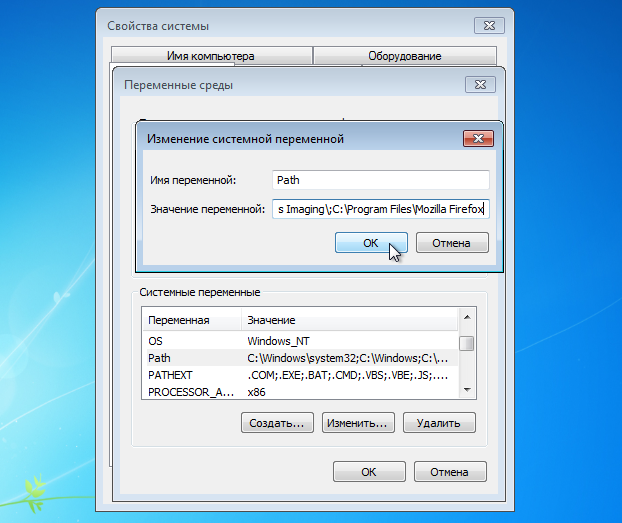 Свойства системы
Имя компьютера
Оборудование
Переменные среды
Изменение системной переменной
Имя переменной:
Path
Значение переменной:
s Imaging\;C:\Program Files\Mozilla Firefox
OK
Отмена
Системные переменные
Переменная
Значение
OS
Windows_NT
Path
C:\Windows\system32;C:\Windows;C:\...
PATHEXT
.COM;.EXE;.BAT;.CMD;.VBS;.VBE;.JS;....
PROCESSOR_A...
x86
Создать...
Изменить...
Удалить
OK
Отмена